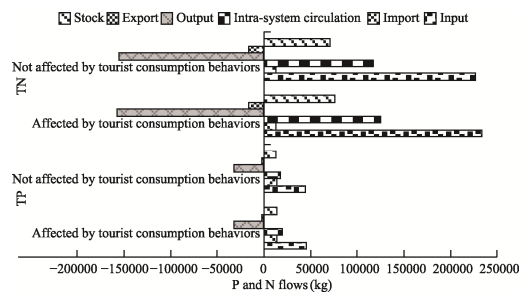 Stock Export Output Intra-system circulation Import Input
TN
Not affected by tourist consumption behaviors
Affected by tourist consumption behaviors
TP
Not affected by tourist consumption behaviors
Affected by tourist consumption behaviors
−200000 −150000 −100000 −50000 0 50000 100000 150000 200000 250000
P and N flows (kg)